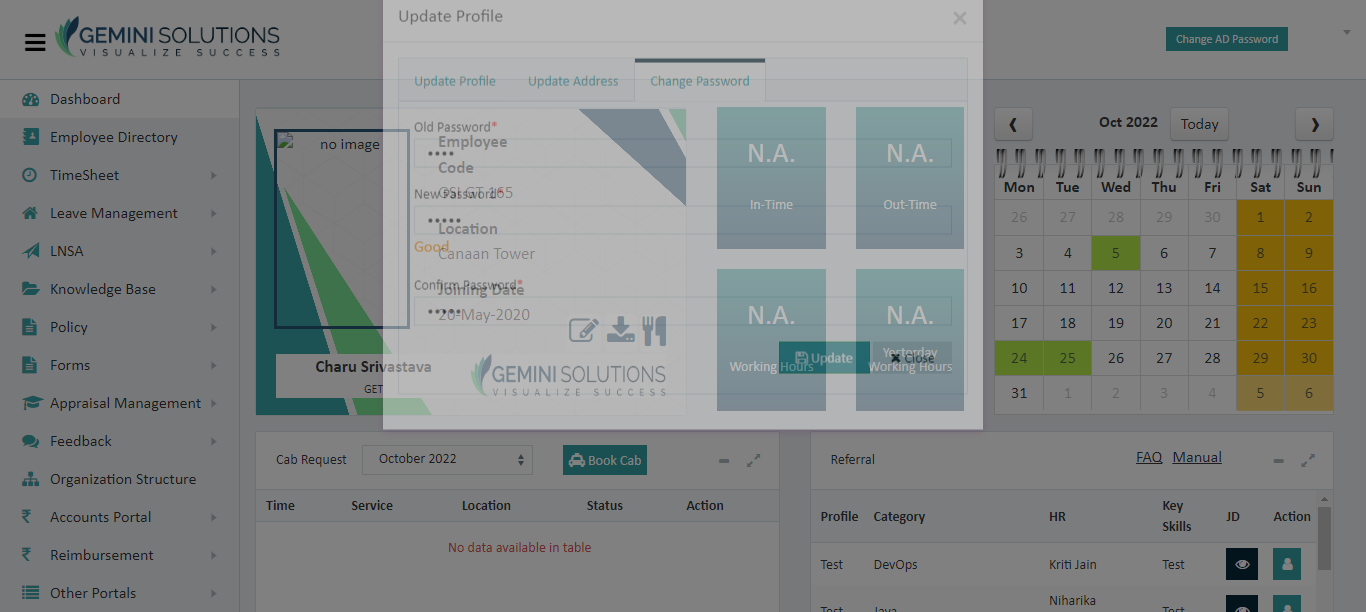 Update Profile
×
GEMINI SOLUTIONS
VISUALIZE SUCCESS
Change AD Password
Update Profile
Update Address
Change Password
Dashboard
Employee Directory
TimeSheet
Leave Management
LNSA
Knowledge Base
Policy
Forms
Appraisal Management
Feedback
Organization Structure
Accounts Portal
Reimbursement
Other Portals
no image
Charu Srivastava
GET
Old Password*
••••
New Password*
•••••
Good
Confirm Password*
•••••
Update
Close
Employee
Code
Location
Canaan Tower
Joining Date
20-May-2020
GEMINI SOLUTIONS
VISUALIZE SUCCESS
N.A.
In-Time
N.A.
Out-Time
N.A.
Working Hours
N.A.
Yesterday
Working Hours
Oct 2022
Today
Mon Tue Wed Thu Fri Sat Sun
26 27 28 29 30 1 2
3 4 5 6 7 8 9
10 11 12 13 14 15 16
17 18 19 20 21 22 23
24 25 26 27 28 29 30
31 1 2 3 4 5 6
Cab Request
October 2022
Book Cab
Time Service Location Status Action
No data available in table
Referral
FAQ Manual
Profile Category HR Key Skills JD Action
Test DevOps Kriti Jain Test
Test Java Niharika Test